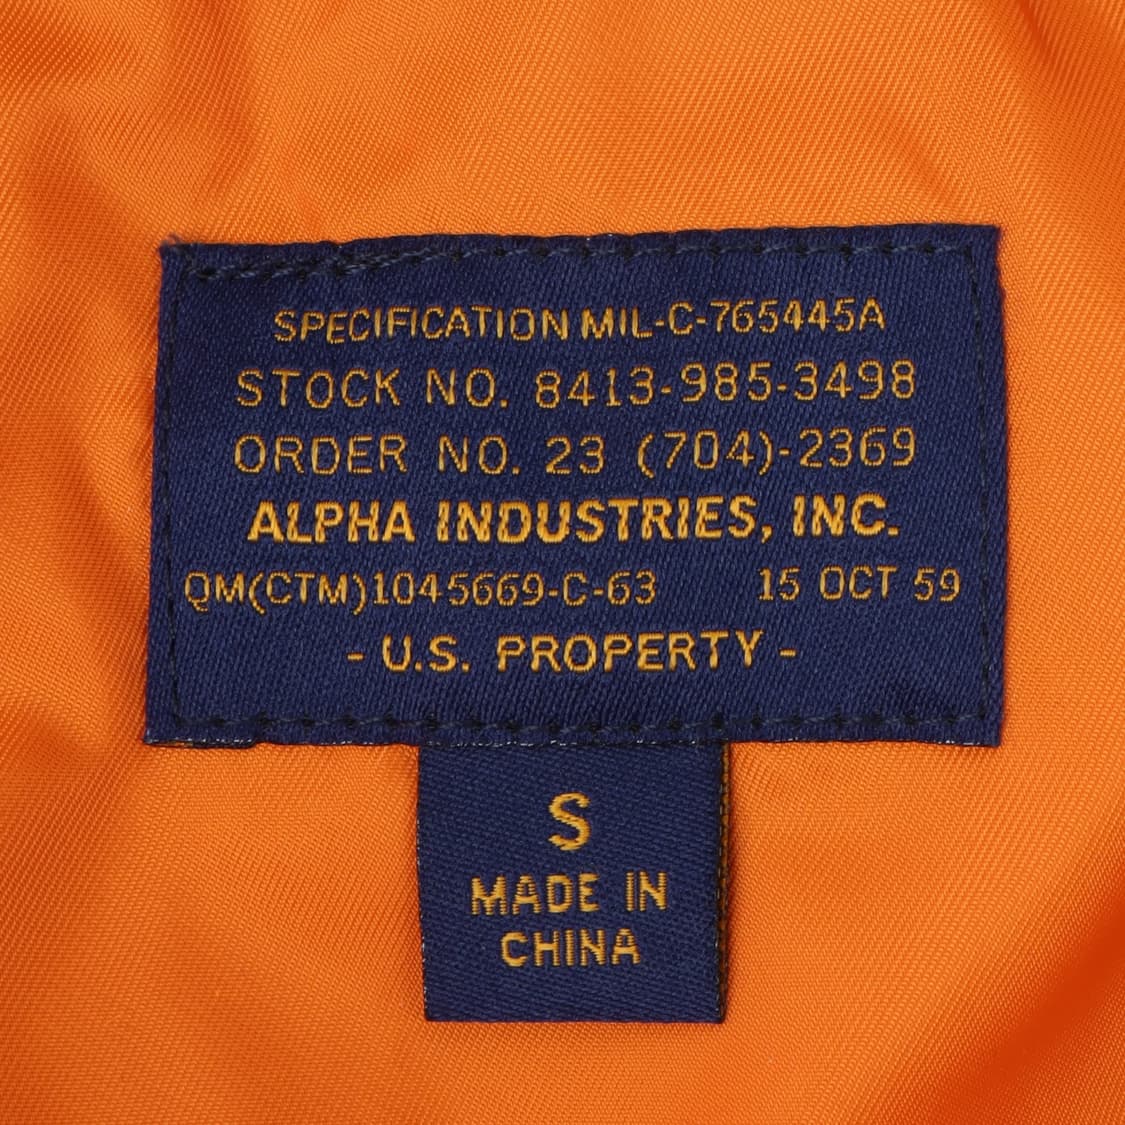 SPECIFICATION MIL-C-765445A
STOCK NO. 8413-985-3498
ORDER NO. 23 (704)-2369
ALPHA INDUSTRIES, INC.
QM(CTM)1045669-C-63 15 OCT 59
- U.S. PROPERTY -
S
MADE IN
CHINA